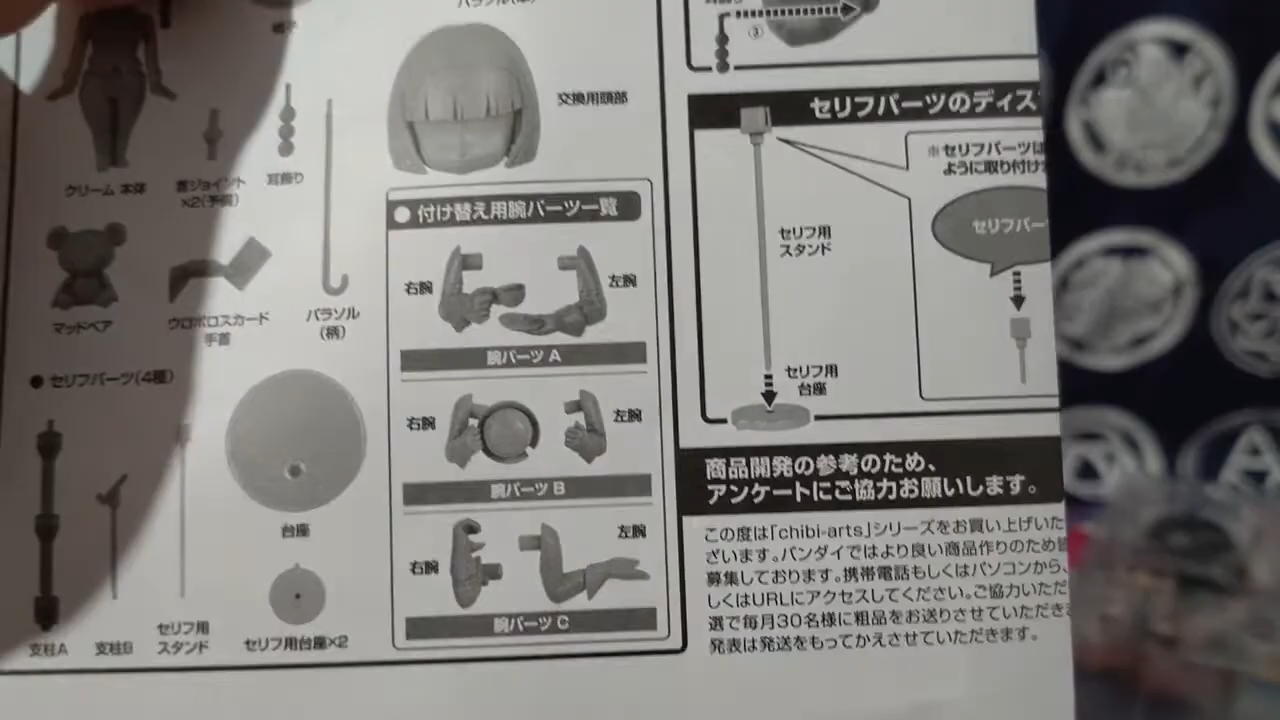 交換用頭部
クリーム 本体
首ジョイント
×2(予備)
耳飾り
マッドベア
ウロボロスカード
手首
パラソル
(柄)
● セリフパーツ(4種)
台座
支柱A
支柱B
セリフ用
スタンド
セリフ用台座×2
● 付け替え用腕パーツ一覧
右腕
左腕
腕パーツ A
右腕
左腕
腕パーツ B
右腕
左腕
腕パーツ C
③
セリフパーツのディス
※セリフパーツは
ように取り付け
セリフパー
セリフ用
スタンド
セリフ用
台座
商品開発の参考のため、
アンケートにご協力お願いします。
この度は「chibi-arts」シリーズをお買い上げいた
ざいます。バンダイではより良い商品作りのため
募集しております。携帯電話もしくはパソコンから、
しくはURLにアクセスしてください。ご協力いただ
選で毎月30名様に粗品をお送りさせていただき
発表は発送をもってかえさせていただきます。